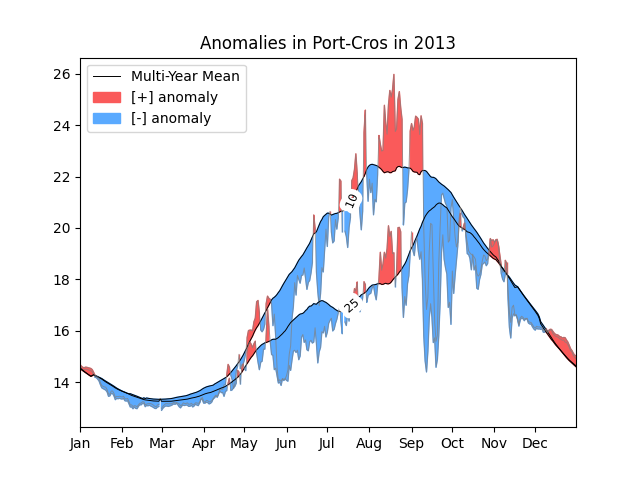 Anomalies in Port-Cros in 2013
Multi-Year Mean
[+] anomaly
[-] anomaly
26
24
22
20
18
16
14
10
25
Jan Feb Mar Apr May Jun Jul Aug Sep Oct Nov Dec